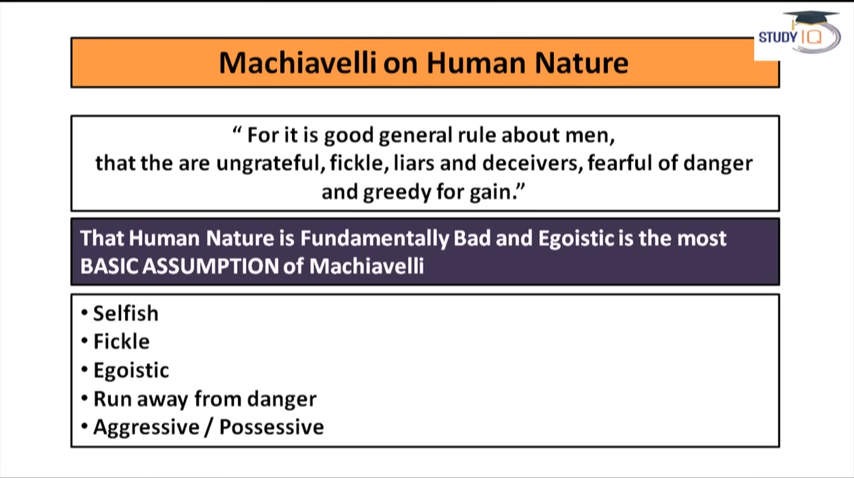 STUDY IQ
Machiavelli on Human Nature
“ For it is good general rule about men,
that the are ungrateful, fickle, liars and deceivers, fearful of danger
and greedy for gain.”
That Human Nature is Fundamentally Bad and Egoistic is the most
BASIC ASSUMPTION of Machiavelli
• Selfish
• Fickle
• Egoistic
• Run away from danger
• Aggressive / Possessive